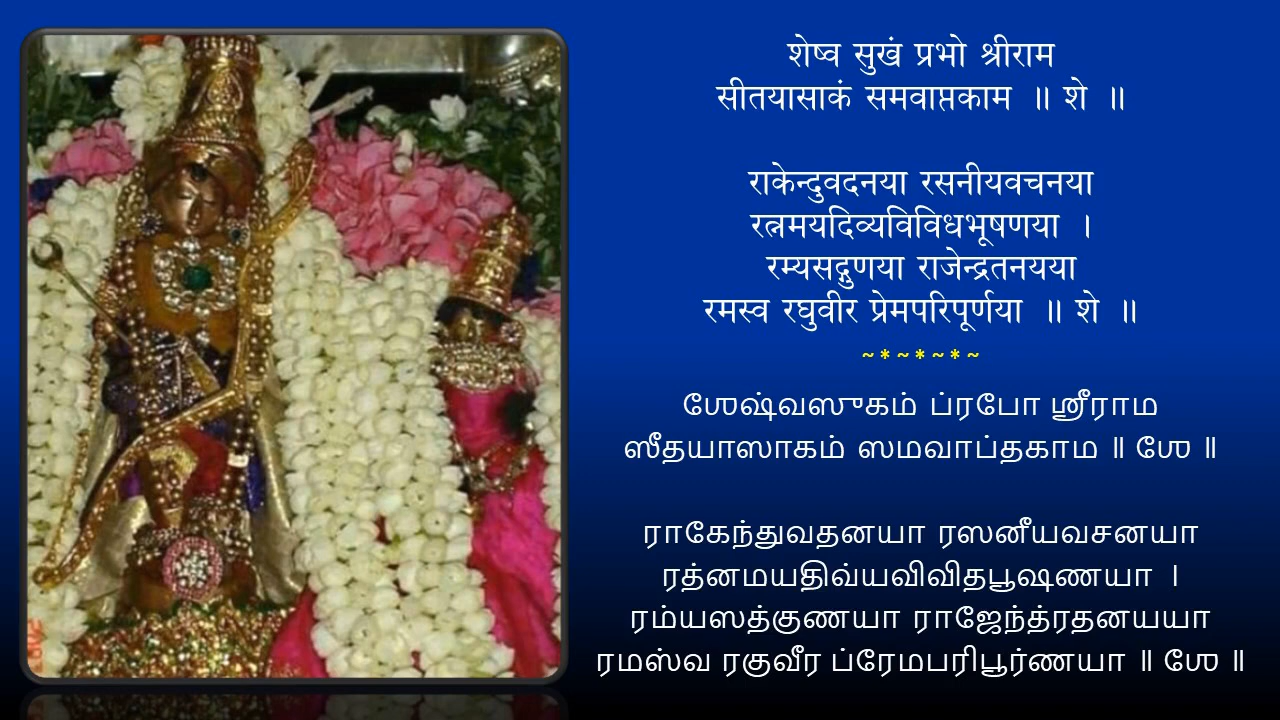 शेष्व सुखं प्रभो श्रीराम
सीतयासाकं समवाप्तकाम ॥ शे ॥
राकेन्दुवदनया रसनीयवचनया
रत्नमयदिव्यविविधभूषणया ।
रम्यसद्गुणया राजेन्द्रतनयया
रमस्व रघुवीर प्रेमपरिपूर्णया ॥ शे ॥
~*~*~*~
ஶேஷ்வஸுகம் ப்ரபோ ஶ்ரீராம
ஸீதயாஸாகம் ஸமவாப்தகாம ॥ ஶே ॥
ராகேந்துவதனயா ரஸனீயவசனயா
ரத்னமயதிவ்யவிவிதபூஷணயா ।
ரம்யஸத்குணயா ராஜேந்த்ரதனயயா
ரமஸ்வ ரகுவீர ப்ரேமபரிபூர்ணயா ॥ ஶே ॥